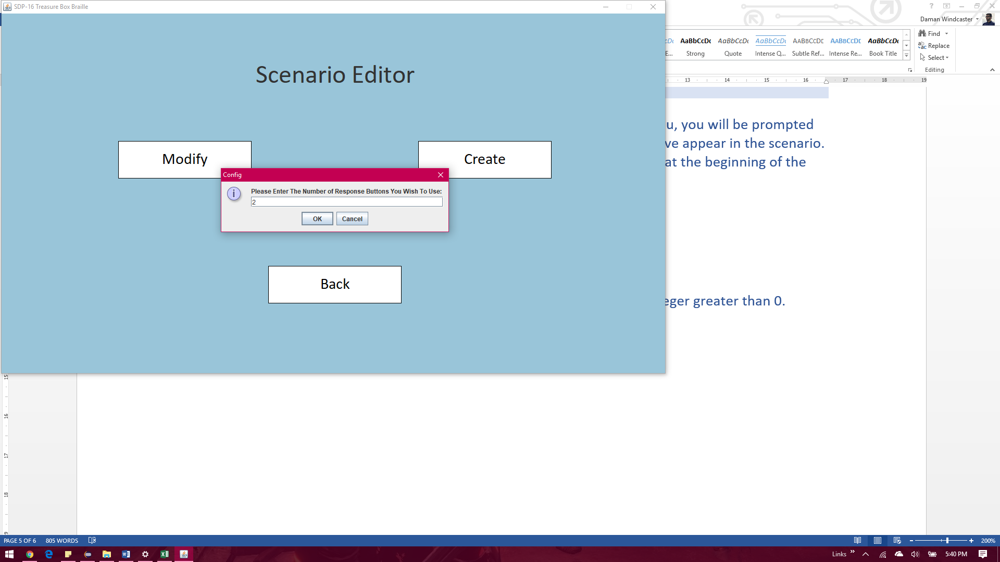 SDP-16 Treasure Box Braille
Daman Windcaster
Scenario Editor
Modify
Create
Config
Please Enter The Number of Response Buttons You Wish To Use:
2
OK
Cancel
Back
AaBbCcDc
AaBbCcDc
AaBbCcDc
AABBCCDE
AABBCCDE
AaBbCcDc
E...
Strong
Quote
Intense Q...
Subtle Ref...
Intense Re...
Book Title
Find
Replace
Select
Editing
13
14
15
16
17
18
19
u, you will be prompted
ve appear in the scenario.
at the beginning of the
eger greater than 0.
15
16
17
18
PAGE 5 OF 6
805 WORDS
200%
Links
5:40 PM